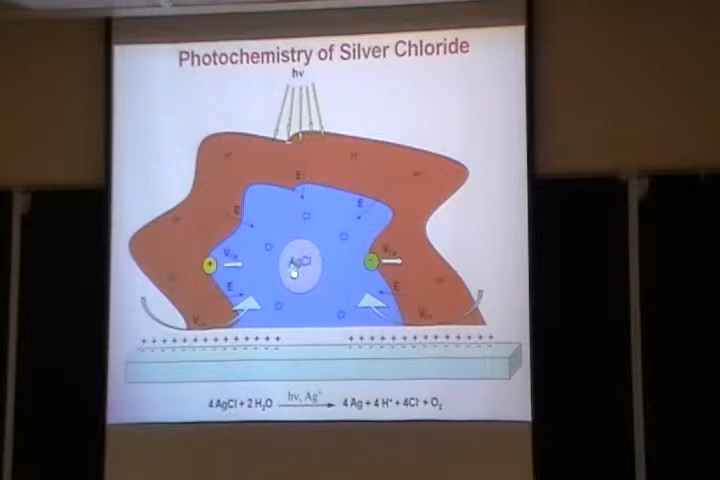 Photochemistry of Silver Chloride
hν
H⁺
H⁺
E
E
E
AgCl
+
-
E
E
+ + + + + + + + + + + + + + + + + +
+ + + + + + + + + + + + + + + + + +
4 AgCl + 2 H₂O hν, Ag⁺ 4 Ag + 4 H⁺ + 4Cl⁻ + O₂